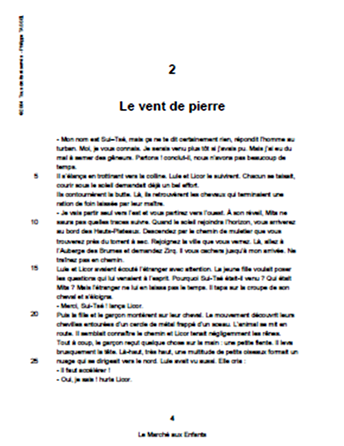 2
Le vent de pierre
- Mon nom est Sui-Tsê, mais ça ne te dit certainement rien, répondit l'homme au
turban. Moi, je vous connais. Je serais venu plus tôt si j'avais pu. Mais j'ai eu du
mal à semer des gêneurs. Partons ! conclut-il, nous n'avons pas beaucoup de
temps.
5 Il s'élança en trottinant vers la colline. Luie et Licor le suivirent. Chacun se taisait,
courir sous le soleil demandait déjà un bel effort.
Ils contournèrent la butte. Là, ils retrouvèrent les chevaux qui terminaient une
ration de foin laissée par leur maître.
- Je vais partir seul vers l'est et vous partirez vers l'ouest. À son réveil, Mita ne
10 saura pas quelles traces suivre. Quand le soleil rejoindra l'horizon, vous arriverez
au bord des Hauts-Plateaux. Descendez par le chemin de muletier que vous
trouverez près du torrent à sec. Rejoignez la ville que vous verrez. Là, allez à
l'Auberge des Brumes et demandez Zirq. Il vous cachera jusqu'à mon arrivée. Ne
traînez pas en chemin.
15 Luie et Licor avaient écouté l'étranger avec attention. La jeune fille voulait poser
les questions qui lui venaient à l'esprit. Pourquoi Sui-Tsê était-il venu ? Qui était
Mita ? Mais l'étranger ne lui en laissa pas le temps. Il tapa sur la croupe de son
cheval et s'éloigna.
- Merci, Sui-Tsê ! lança Licor.
20 Puis la fille et le garçon montèrent sur leur cheval. Le mouvement découvrit leurs
chevilles entourées d'un cercle de métal frappé d'un sceau. L'animal se mit en
route. Il semblait connaître le chemin et Licor tenait négligemment les rênes.
Tout à coup, le garçon reçut quelque chose sur la main : une petite fiente. Il leva
brusquement la tête. Là-haut, très haut, une multitude de petits oiseaux formait un
25 nuage qui se dirigeait vers le nord. Luie avait vu aussi. Elle cria :
- Il faut accélérer !
- Oui, je sais ! hurla Licor.
4
Le Marché aux Enfants